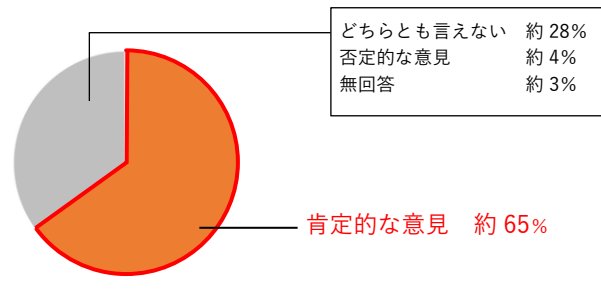 どちらとも言えない　約 28%
否定的な意見　約 4%
無回答　約 3%
肯定的な意見　約 65%